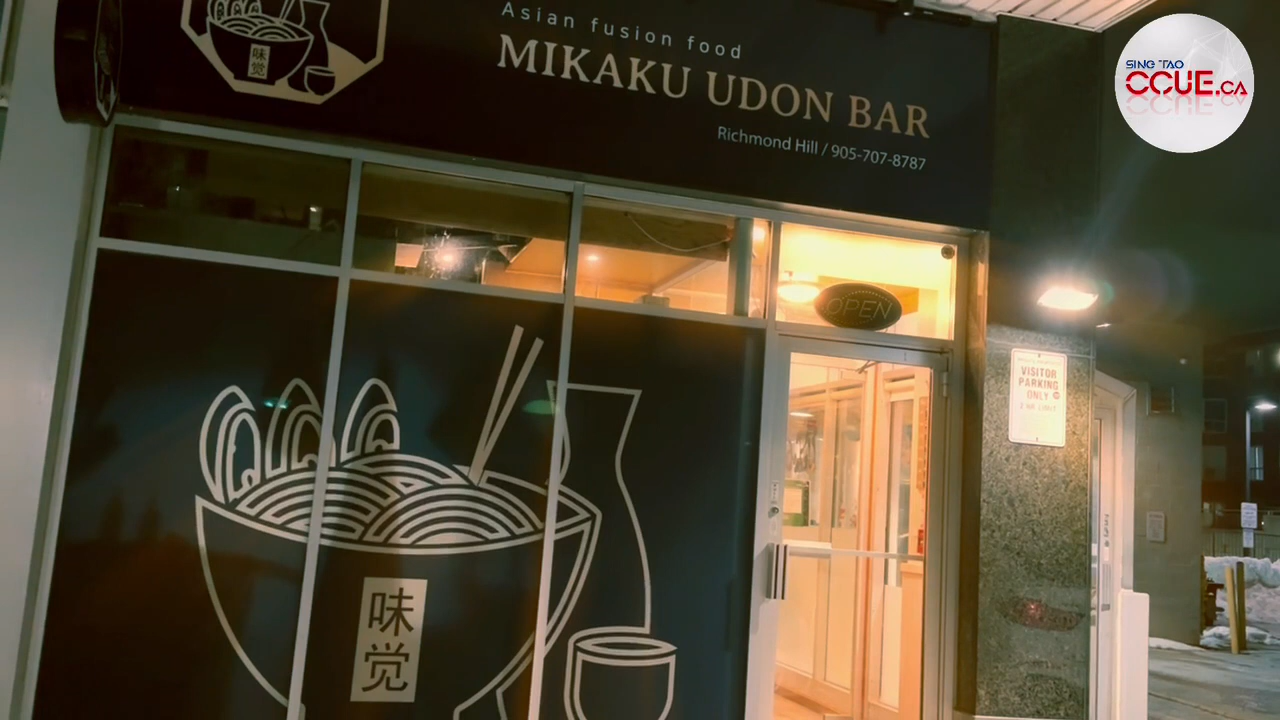 Asian fusion food
MIKAKU UDON BAR
Richmond Hill / 905-707-8787
味
觉
SING TAO
CCUE.CA
OPEN
VISITOR
PARKING
ONLY
味
觉